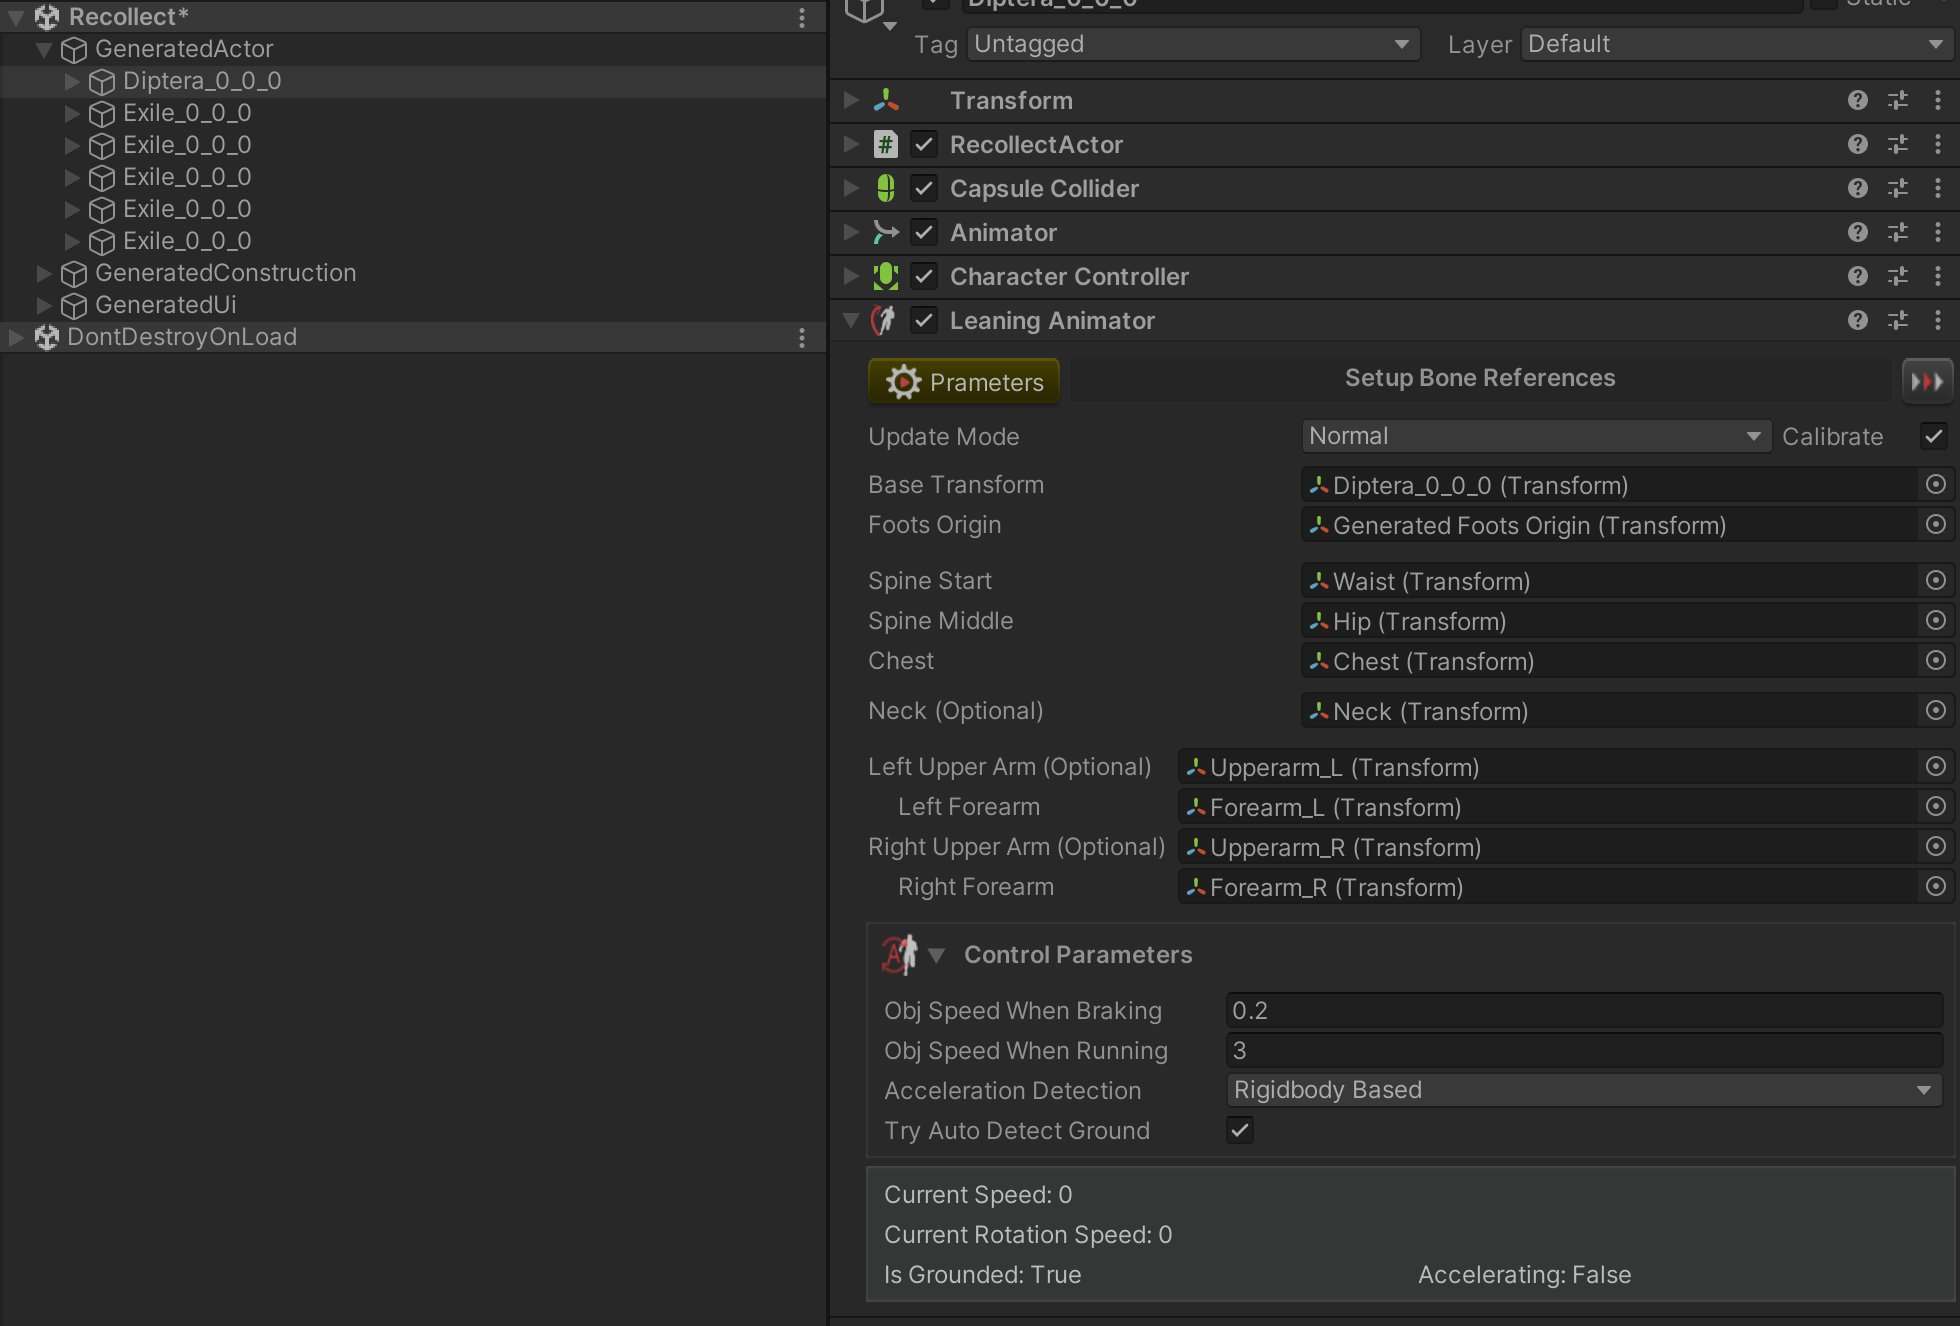 Recollect*
GeneratedActor
Diptera_0_0_0
Exile_0_0_0
Exile_0_0_0
Exile_0_0_0
Exile_0_0_0
Exile_0_0_0
GeneratedConstruction
GeneratedUi
DontDestroyOnLoad
Diptera_0_0_0 Static
Tag Untagged Layer Default
Transform
RecollectActor
Capsule Collider
Animator
Character Controller
Leaning Animator
Prameters Setup Bone References
Update Mode Normal Calibrate
Base Transform Diptera_0_0_0 (Transform)
Foots Origin Generated Foots Origin (Transform)
Spine Start Waist (Transform)
Spine Middle Hip (Transform)
Chest Chest (Transform)
Neck (Optional) Neck (Transform)
Left Upper Arm (Optional) Upperarm_L (Transform)
Left Forearm Forearm_L (Transform)
Right Upper Arm (Optional) Upperarm_R (Transform)
Right Forearm Forearm_R (Transform)
Control Parameters
Obj Speed When Braking 0.2
Obj Speed When Running 3
Acceleration Detection Rigidbody Based
Try Auto Detect Ground
Current Speed: 0
Current Rotation Speed: 0
Is Grounded: True Accelerating: False